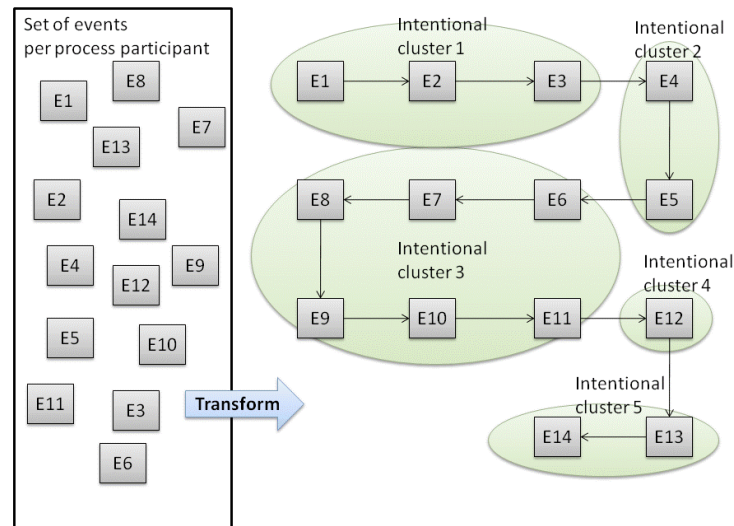 Set of events
per process participant
E8
E1
E7
E13
E2
E14
E4
E9
E12
E5
E10
E11
E3
E6
Transform
Intentional
cluster 1
E1
E2
E3
Intentional
cluster 2
E4
E5
E8
E7
E6
Intentional
cluster 3
E9
E10
E11
Intentional
cluster 4
E12
Intentional
cluster 5
E14
E13